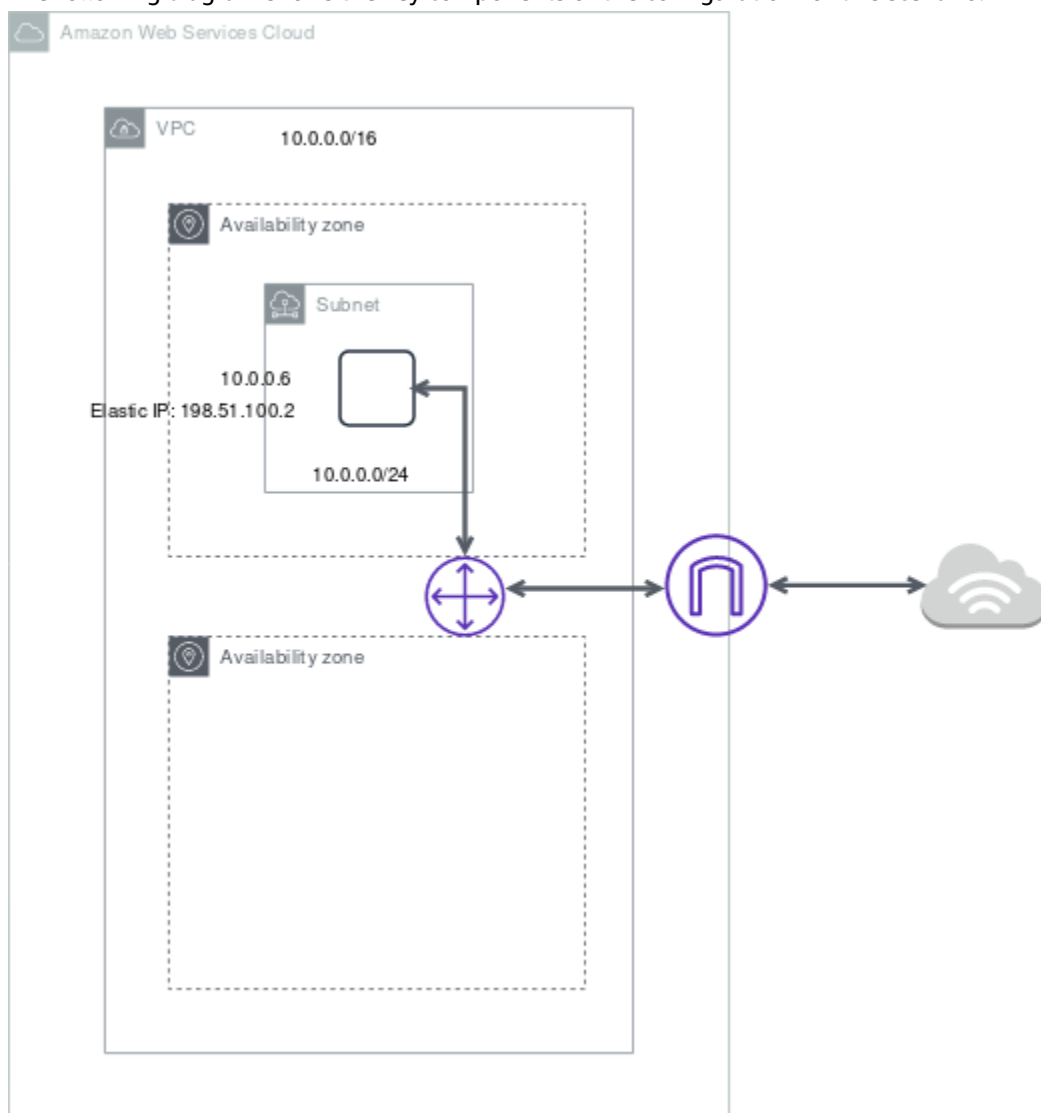 Amazon Web Services Cloud
VPC
10.0.0.0/16
Availability zone
Subnet
10.0.0.6
Elastic IP: 198.51.100.2
10.0.0.0/24
Availability zone